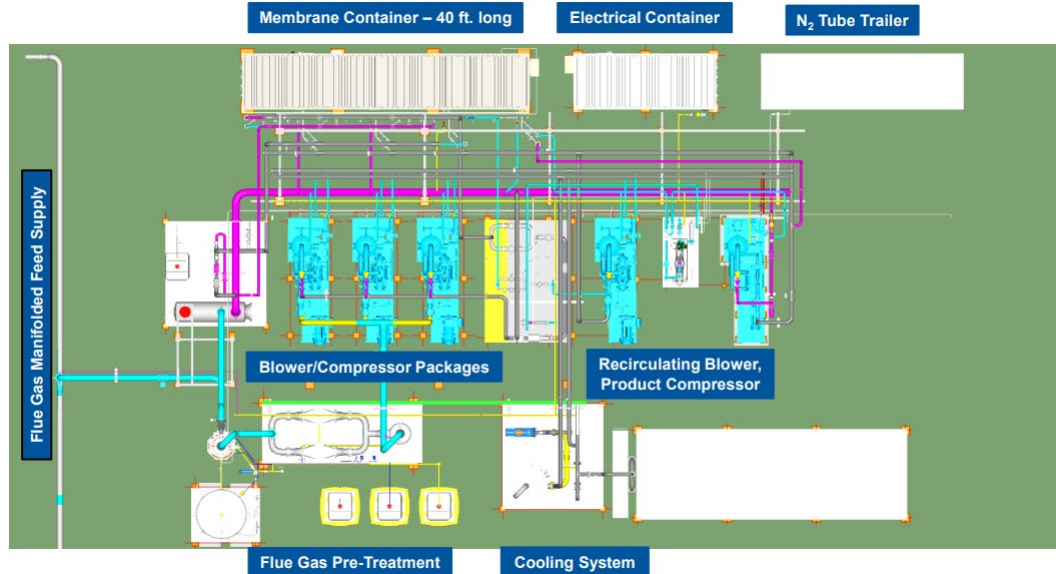 Membrane Container – 40 ft. long
Electrical Container
N₂ Tube Trailer
Flue Gas Manifolded Feed Supply
Blower/Compressor Packages
Recirculating Blower,
Product Compressor
Flue Gas Pre-Treatment
Cooling System